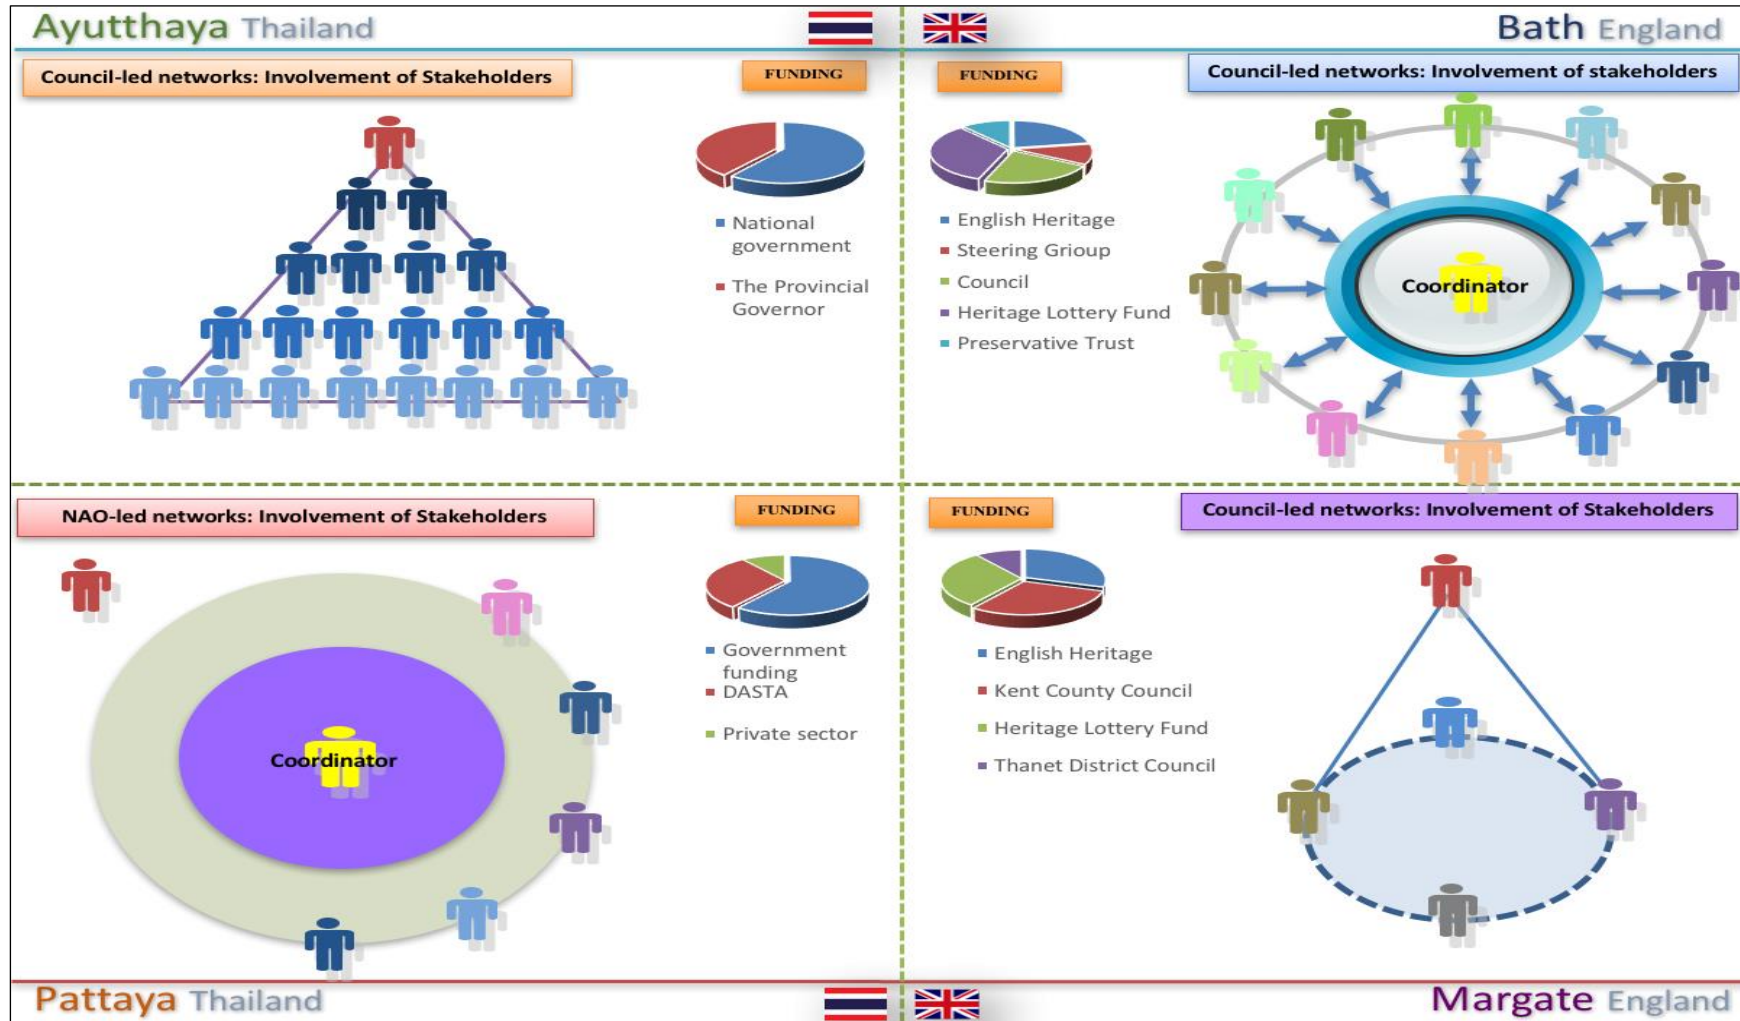 Ayutthaya Thailand
Bath England
Council-led networks: Involvement of Stakeholders
FUNDING
National
government
The Provincial
Governor
FUNDING
English Heritage
Steering Grioup
Council
Heritage Lottery Fund
Preservative Trust
Council-led networks: Involvement of stakeholders
Coordinator
NAO-led networks: Involvement of Stakeholders
Coordinator
FUNDING
Government
funding
DASTA
Private sector
FUNDING
English Heritage
Kent County Council
Heritage Lottery Fund
Thanet District Council
Council-led networks: Involvement of Stakeholders
Pattaya Thailand
Margate England